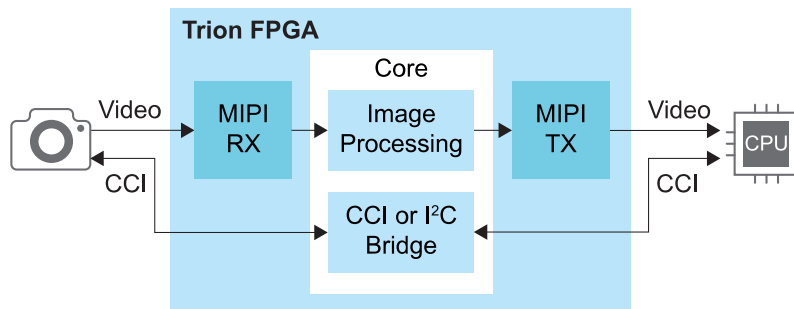 Trion FPGA
Core
Video
MIPI
RX
Image
Processing
MIPI
TX
Video
CPU
CCI
CCI or I²C
Bridge
CCI